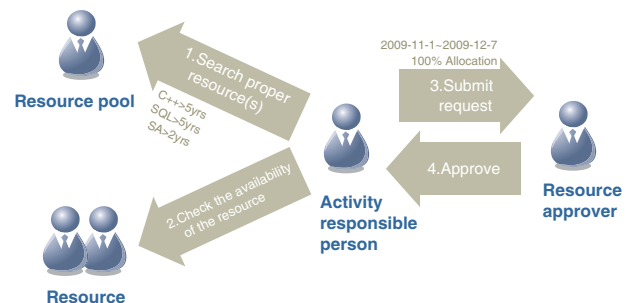 2009-11-1~2009-12-7
100% Allocation
1.Search proper
resource(s)
3.Submit
request
Resource pool
C++>5yrs
SQL>5yrs
SA>2yrs
4.Approve
2.Check the availability
of the resource
Activity
responsible
person
Resource
approver
Resource